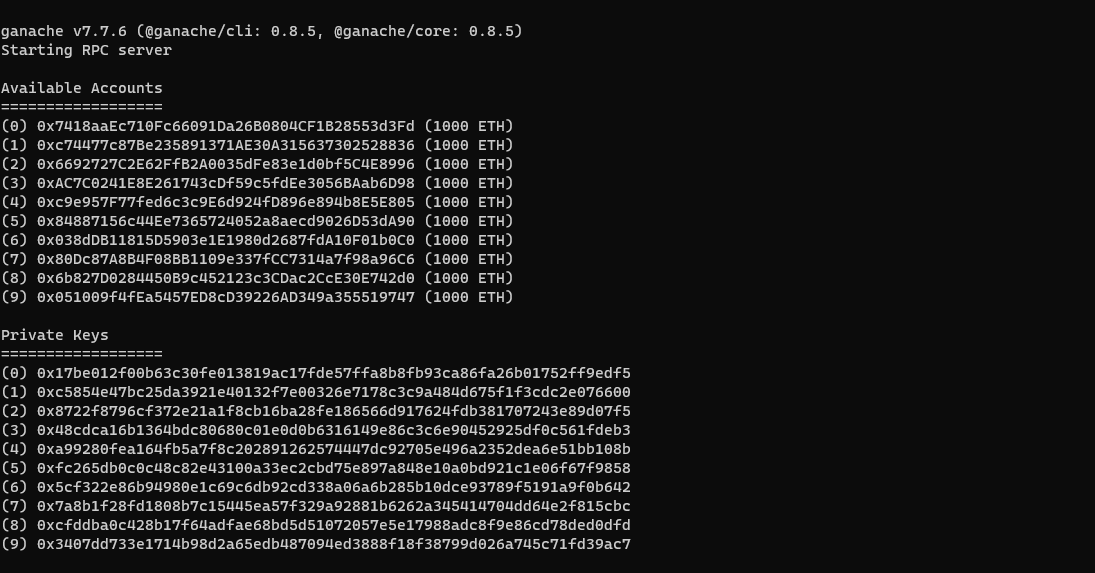 ganache v7.7.6 (@ganache/cli: 0.8.5, @ganache/core: 0.8.5)
Starting RPC server
Available Accounts
==================
(0) 0x7418aaEc710Fc66091Da26B0804CF1B28553d3Fd (1000 ETH)
(1) 0xc74477c87Be235891371AE30A315637302528836 (1000 ETH)
(2) 0x6692727C2E62FfB2A0035dFe83e1d0bf5C4E8996 (1000 ETH)
(3) 0xAC7C0241E8E261743cDf59c5fdEe3056BAab6D98 (1000 ETH)
(4) 0xc9e957F77fed6c3c9E6d924fD896e894b8E5E805 (1000 ETH)
(5) 0x84887156c44Ee7365724052a8aecd9026D53dA90 (1000 ETH)
(6) 0x038dDB11815D5903e1E1980d2687fdA10F01b0C0 (1000 ETH)
(7) 0x80Dc87A8B4F08BB1109e337fCC7314a7f98a96C6 (1000 ETH)
(8) 0x6b827D0284450B9c452123c3CDac2CcE30E742d0 (1000 ETH)
(9) 0x051009f4fEa5457ED8cD39226AD349a355519747 (1000 ETH)
Private Keys
==================
(0) 0x17be012f00b63c30fe013819ac17fde57ffa8b8fb93ca86fa26b01752ff9edf5
(1) 0xc5854e47bc25da3921e40132f7e00326e7178c3c9a484d675f1f3cdc2e076600
(2) 0x8722f8796cf372e21a1f8cb16ba28fe186566d917624fdb381707243e89d07f5
(3) 0x48cdca16b1364bdc80680c01e0d0b6316149e86c3c6e90452925df0c561fdeb3
(4) 0xa99280fea164fb5a7f8c202891262574447dc92705e496a2352dea6e51bb108b
(5) 0xfc265db0c0c48c82e43100a33ec2cbd75e897a848e10a0bd921c1e06f67f9858
(6) 0x5cf322e86b94980e1c69c6db92cd338a06a6b285b10dce93789f5191a9f0b642
(7) 0x7a8b1f28fd1808b7c15445ea57f329a92881b6262a345414704dd64e2f815cbc
(8) 0xcfddba0c428b17f64adfae68bd5d51072057e5e17988adc8f9e86cd78ded0dfd
(9) 0x3407dd733e1714b98d2a65edb487094ed3888f18f38799d026a745c71fd39ac7